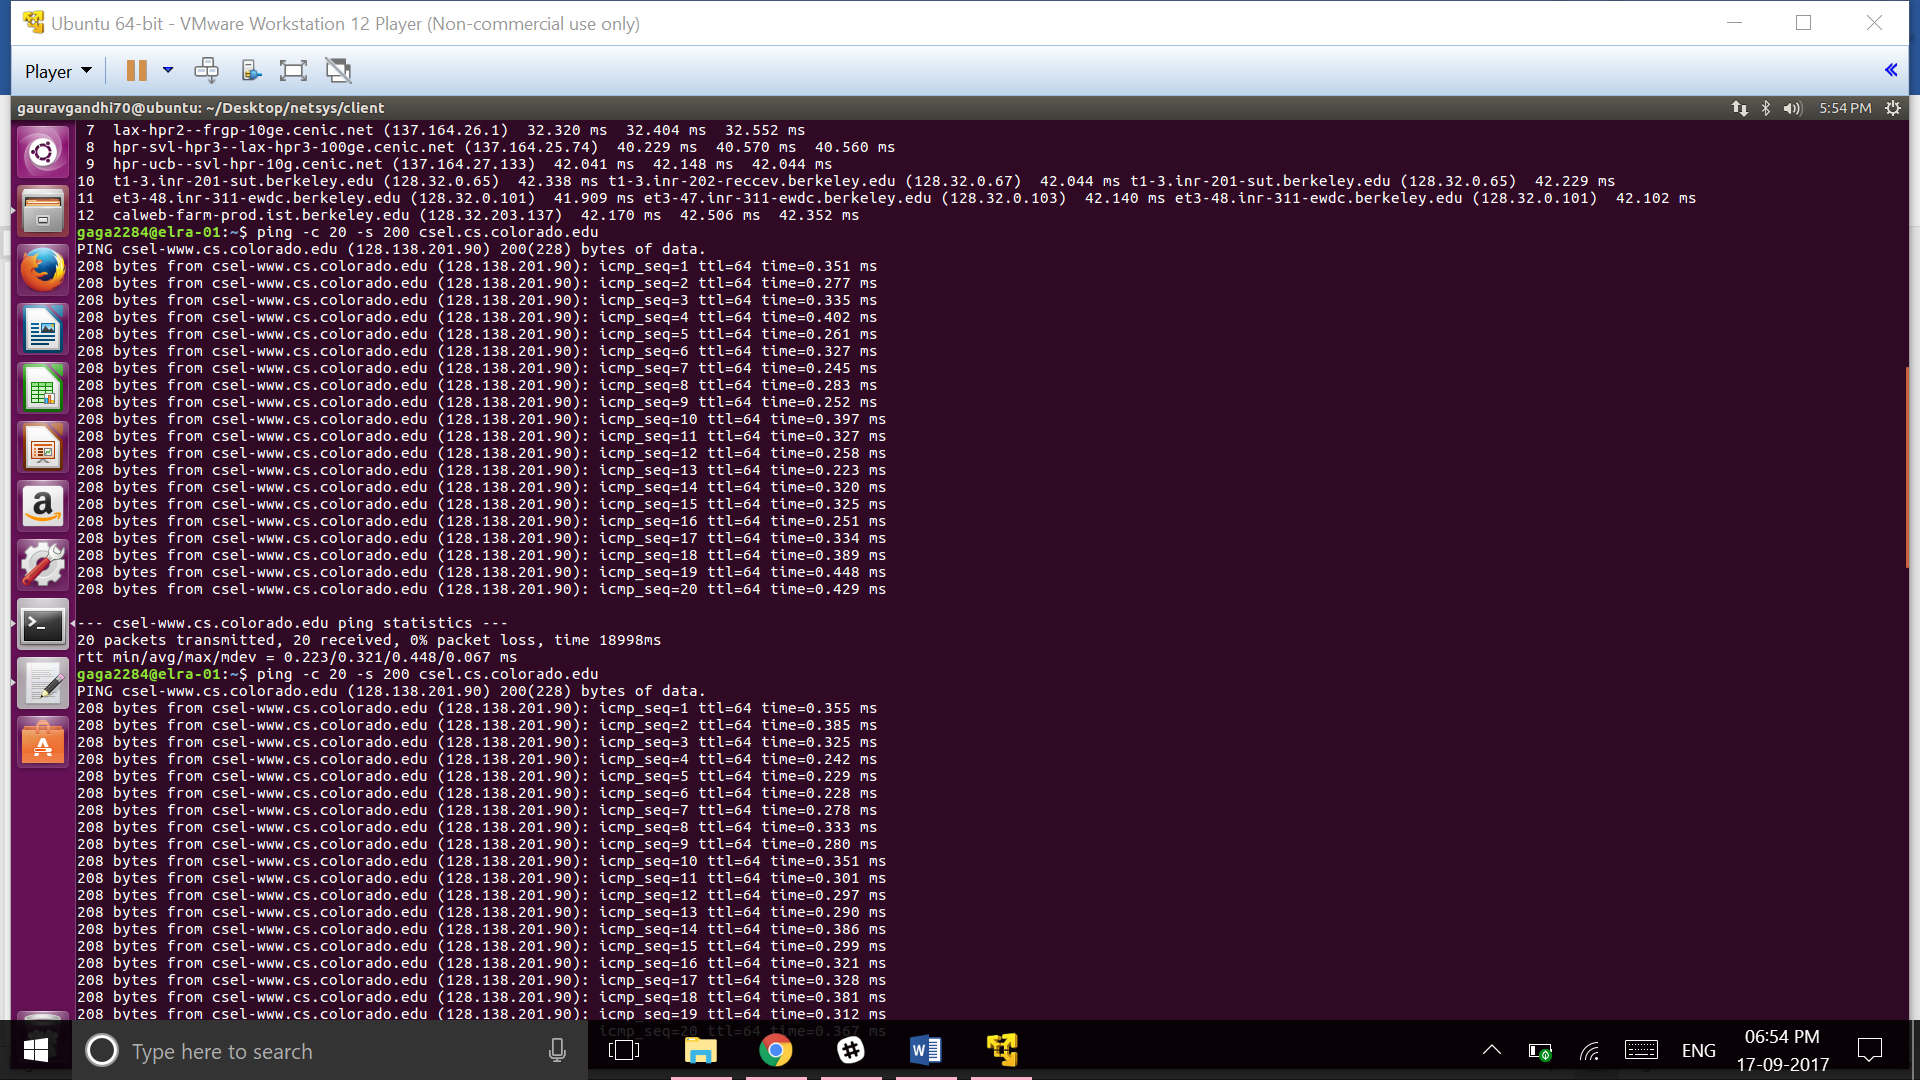 Ubuntu 64-bit - VMware Workstation 12 Player (Non-commercial use only)
Player
gauravgandhi70@ubuntu: ~/Desktop/netsys/client
5:54 PM
7  lax-hpr2--frgp-10ge.cenic.net (137.164.26.1)  32.320 ms  32.404 ms  32.552 ms
8  hpr-svl-hpr3--lax-hpr3-100ge.cenic.net (137.164.25.74)  40.229 ms  40.570 ms  40.560 ms
9  hpr-ucb--svl-hpr-10g.cenic.net (137.164.27.133)  42.041 ms  42.148 ms  42.044 ms
10  t1-3.inr-201-sut.berkeley.edu (128.32.0.65)  42.338 ms t1-3.inr-202-reccev.berkeley.edu (128.32.0.67)  42.044 ms t1-3.inr-201-sut.berkeley.edu (128.32.0.65)  42.229 ms
11  et3-48.inr-311-ewdc.berkeley.edu (128.32.0.101)  41.909 ms et3-47.inr-311-ewdc.berkeley.edu (128.32.0.103)  42.140 ms et3-48.inr-311-ewdc.berkeley.edu (128.32.0.101)  42.102 ms
12  calweb-farm-prod.ist.berkeley.edu (128.32.203.137)  42.170 ms  42.506 ms  42.352 ms
gaga2284@elra-01:~$ ping -c 20 -s 200 csel.cs.colorado.edu
PING csel-www.cs.colorado.edu (128.138.201.90) 200(228) bytes of data.
208 bytes from csel-www.cs.colorado.edu (128.138.201.90): icmp_seq=1 ttl=64 time=0.351 ms
208 bytes from csel-www.cs.colorado.edu (128.138.201.90): icmp_seq=2 ttl=64 time=0.277 ms
208 bytes from csel-www.cs.colorado.edu (128.138.201.90): icmp_seq=3 ttl=64 time=0.335 ms
208 bytes from csel-www.cs.colorado.edu (128.138.201.90): icmp_seq=4 ttl=64 time=0.402 ms
208 bytes from csel-www.cs.colorado.edu (128.138.201.90): icmp_seq=5 ttl=64 time=0.261 ms
208 bytes from csel-www.cs.colorado.edu (128.138.201.90): icmp_seq=6 ttl=64 time=0.327 ms
208 bytes from csel-www.cs.colorado.edu (128.138.201.90): icmp_seq=7 ttl=64 time=0.245 ms
208 bytes from csel-www.cs.colorado.edu (128.138.201.90): icmp_seq=8 ttl=64 time=0.283 ms
208 bytes from csel-www.cs.colorado.edu (128.138.201.90): icmp_seq=9 ttl=64 time=0.252 ms
208 bytes from csel-www.cs.colorado.edu (128.138.201.90): icmp_seq=10 ttl=64 time=0.397 ms
208 bytes from csel-www.cs.colorado.edu (128.138.201.90): icmp_seq=11 ttl=64 time=0.327 ms
208 bytes from csel-www.cs.colorado.edu (128.138.201.90): icmp_seq=12 ttl=64 time=0.258 ms
208 bytes from csel-www.cs.colorado.edu (128.138.201.90): icmp_seq=13 ttl=64 time=0.223 ms
208 bytes from csel-www.cs.colorado.edu (128.138.201.90): icmp_seq=14 ttl=64 time=0.320 ms
208 bytes from csel-www.cs.colorado.edu (128.138.201.90): icmp_seq=15 ttl=64 time=0.325 ms
208 bytes from csel-www.cs.colorado.edu (128.138.201.90): icmp_seq=16 ttl=64 time=0.251 ms
208 bytes from csel-www.cs.colorado.edu (128.138.201.90): icmp_seq=17 ttl=64 time=0.334 ms
208 bytes from csel-www.cs.colorado.edu (128.138.201.90): icmp_seq=18 ttl=64 time=0.389 ms
208 bytes from csel-www.cs.colorado.edu (128.138.201.90): icmp_seq=19 ttl=64 time=0.448 ms
208 bytes from csel-www.cs.colorado.edu (128.138.201.90): icmp_seq=20 ttl=64 time=0.429 ms
--- csel-www.cs.colorado.edu ping statistics ---
20 packets transmitted, 20 received, 0% packet loss, time 18998ms
rtt min/avg/max/mdev = 0.223/0.321/0.448/0.067 ms
gaga2284@elra-01:~$ ping -c 20 -s 200 csel.cs.colorado.edu
PING csel-www.cs.colorado.edu (128.138.201.90) 200(228) bytes of data.
208 bytes from csel-www.cs.colorado.edu (128.138.201.90): icmp_seq=1 ttl=64 time=0.355 ms
208 bytes from csel-www.cs.colorado.edu (128.138.201.90): icmp_seq=2 ttl=64 time=0.385 ms
208 bytes from csel-www.cs.colorado.edu (128.138.201.90): icmp_seq=3 ttl=64 time=0.325 ms
208 bytes from csel-www.cs.colorado.edu (128.138.201.90): icmp_seq=4 ttl=64 time=0.242 ms
208 bytes from csel-www.cs.colorado.edu (128.138.201.90): icmp_seq=5 ttl=64 time=0.229 ms
208 bytes from csel-www.cs.colorado.edu (128.138.201.90): icmp_seq=6 ttl=64 time=0.228 ms
208 bytes from csel-www.cs.colorado.edu (128.138.201.90): icmp_seq=7 ttl=64 time=0.278 ms
208 bytes from csel-www.cs.colorado.edu (128.138.201.90): icmp_seq=8 ttl=64 time=0.333 ms
208 bytes from csel-www.cs.colorado.edu (128.138.201.90): icmp_seq=9 ttl=64 time=0.280 ms
208 bytes from csel-www.cs.colorado.edu (128.138.201.90): icmp_seq=10 ttl=64 time=0.351 ms
208 bytes from csel-www.cs.colorado.edu (128.138.201.90): icmp_seq=11 ttl=64 time=0.301 ms
208 bytes from csel-www.cs.colorado.edu (128.138.201.90): icmp_seq=12 ttl=64 time=0.297 ms
208 bytes from csel-www.cs.colorado.edu (128.138.201.90): icmp_seq=13 ttl=64 time=0.290 ms
208 bytes from csel-www.cs.colorado.edu (128.138.201.90): icmp_seq=14 ttl=64 time=0.386 ms
208 bytes from csel-www.cs.colorado.edu (128.138.201.90): icmp_seq=15 ttl=64 time=0.299 ms
208 bytes from csel-www.cs.colorado.edu (128.138.201.90): icmp_seq=16 ttl=64 time=0.321 ms
208 bytes from csel-www.cs.colorado.edu (128.138.201.90): icmp_seq=17 ttl=64 time=0.328 ms
208 bytes from csel-www.cs.colorado.edu (128.138.201.90): icmp_seq=18 ttl=64 time=0.381 ms
208 bytes from csel-www.cs.colorado.edu (128.138.201.90): icmp_seq=19 ttl=64 time=0.312 ms
icmp_seq=20 ttl=64 time=0.367 ms
Type here to search
ENG
06:54 PM
17-09-2017